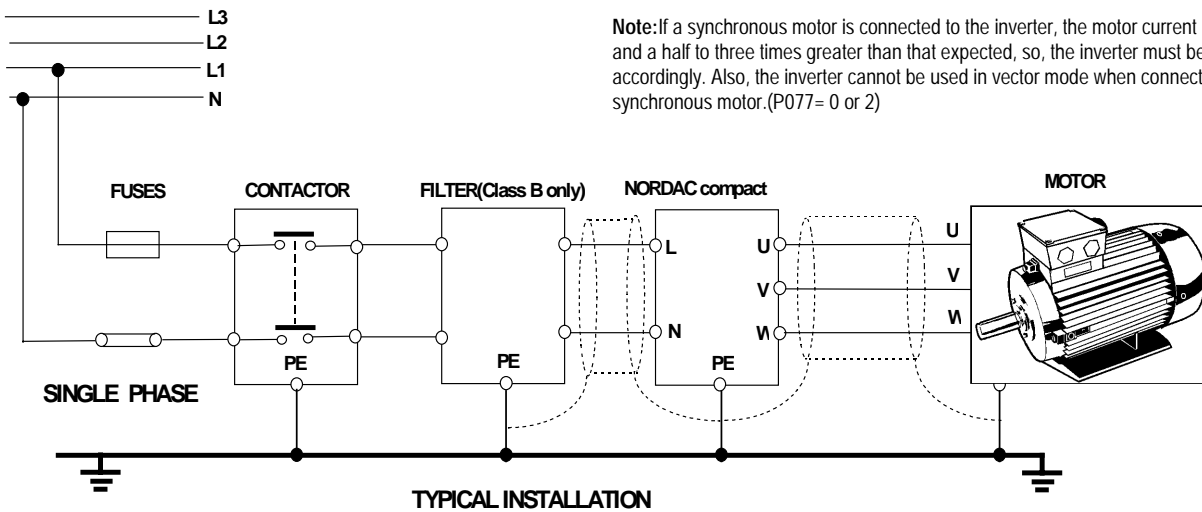 L3
L2
L1
N
Note:If a synchronous motor is connected to the inverter, the motor current
and a half to three times greater than that expected, so, the inverter must be
accordingly. Also, the inverter cannot be used in vector mode when connect
synchronous motor.(P077= 0 or 2)
FUSES
CONTACTOR
FILTER(Class B only)
NORDAC compact
MOTOR
L
U
U
V
V
N
W
W
PE
PE
PE
SINGLE PHASE
TYPICAL INSTALLATION